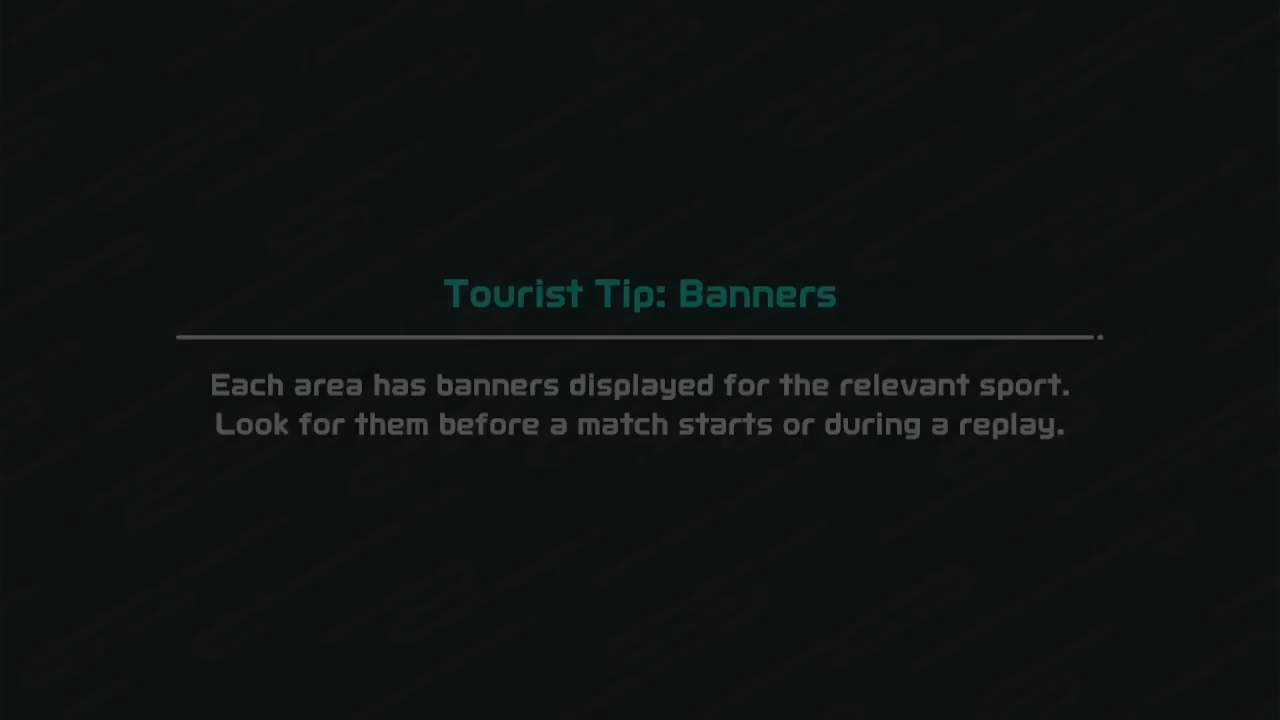 Tourist Tip: Banners
Each area has banners displayed for the relevant sport.
Look for them before a match starts or during a replay.